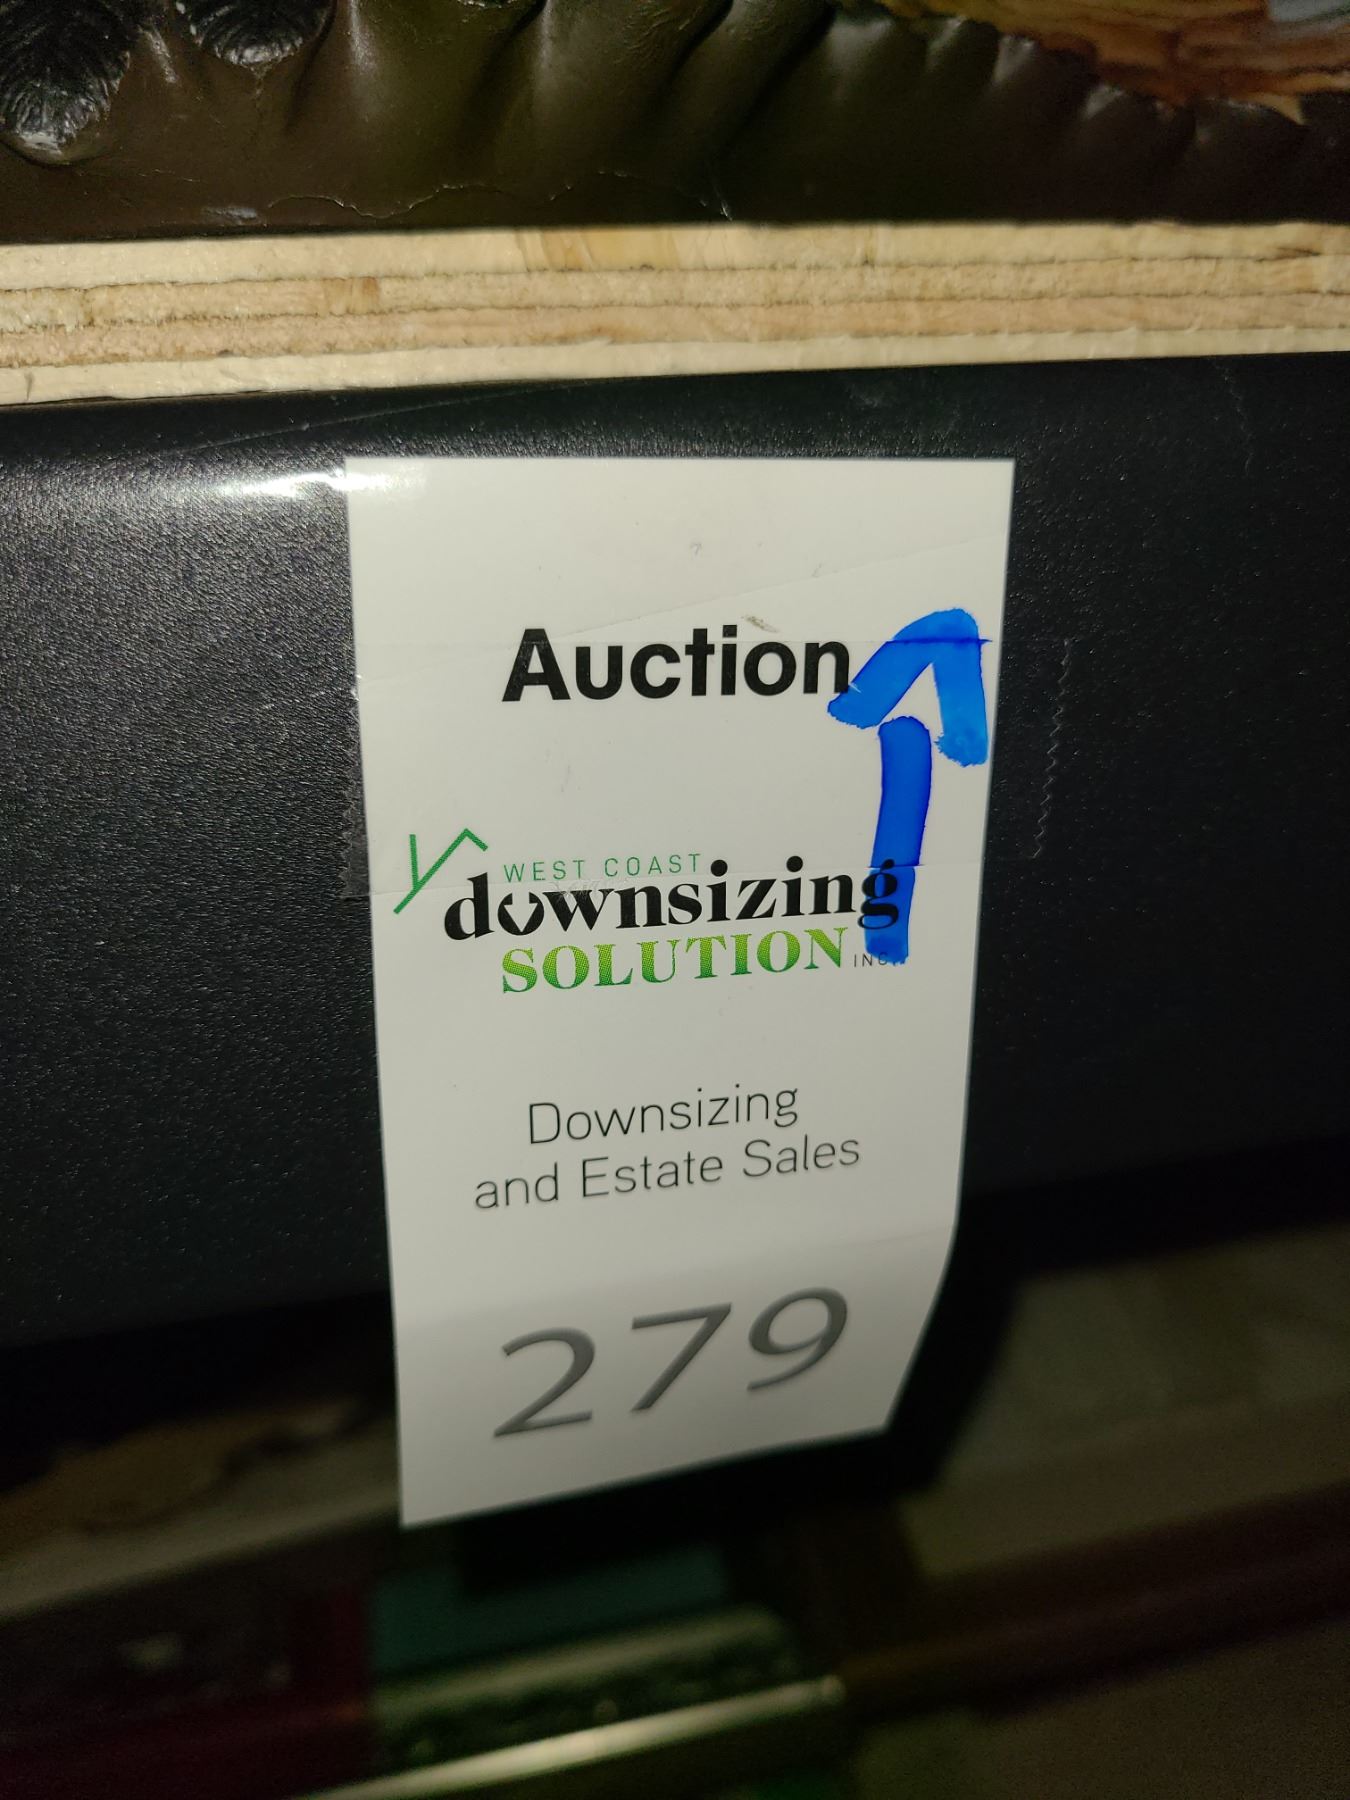 Auction
WEST COAST
downsizing
SOLUTION INC.
Downsizing
and Estate Sales
279